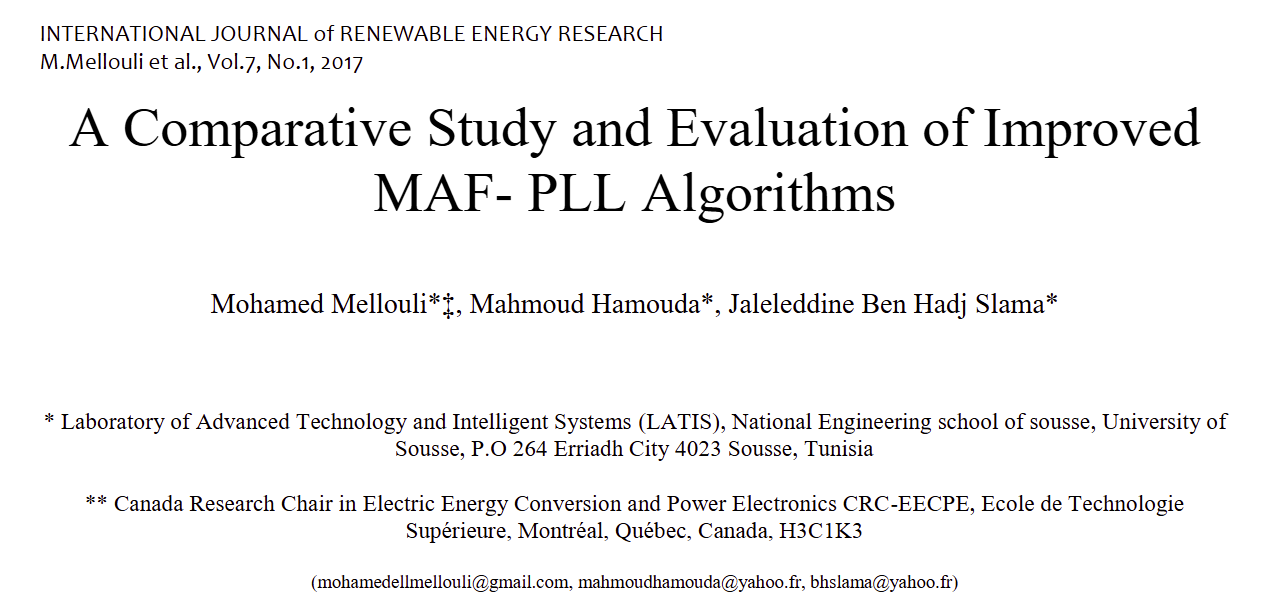 INTERNATIONAL JOURNAL of RENEWABLE ENERGY RESEARCH
M.Mellouli et al., Vol.7, No.1, 2017
A Comparative Study and Evaluation of Improved
MAF- PLL Algorithms
Mohamed Mellouli*‡, Mahmoud Hamouda*, Jaleleddine Ben Hadj Slama*
* Laboratory of Advanced Technology and Intelligent Systems (LATIS), National Engineering school of sousse, University of
Sousse, P.O 264 Erriadh City 4023 Sousse, Tunisia
** Canada Research Chair in Electric Energy Conversion and Power Electronics CRC-EECPE, Ecole de Technologie
Supérieure, Montréal, Québec, Canada, H3C1K3
(mohamedellmellouli@gmail.com, mahmoudhamouda@yahoo.fr, bhslama@yahoo.fr)